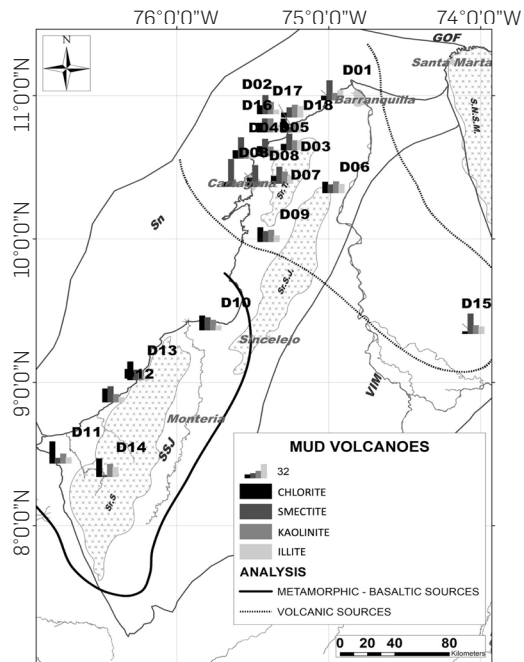 76°0'0"W 75°0'0"W 74°0'0"W
N
GOF
Santa Marta
11°0'0"N
D02
D17
D01
D16
D18
Barranquilla
S.N.S.M.
D05
D03
D08
D06
D07
Cartagena
D09
10°0'0"N
Sn
Sr.S.J.
D10
D15
Sincelejo
D13
9°0'0"N
D12
VIM
Monteria
D11
D14
SSJ
Sr.S
8°0'0"N
MUD VOLCANOES
32
CHLORITE
SMECTITE
KAOLINITE
ILLITE
ANALYSIS
METAMORPHIC - BASALTIC SOURCES
VOLCANIC SOURCES
0 20 40 80
Kilometers